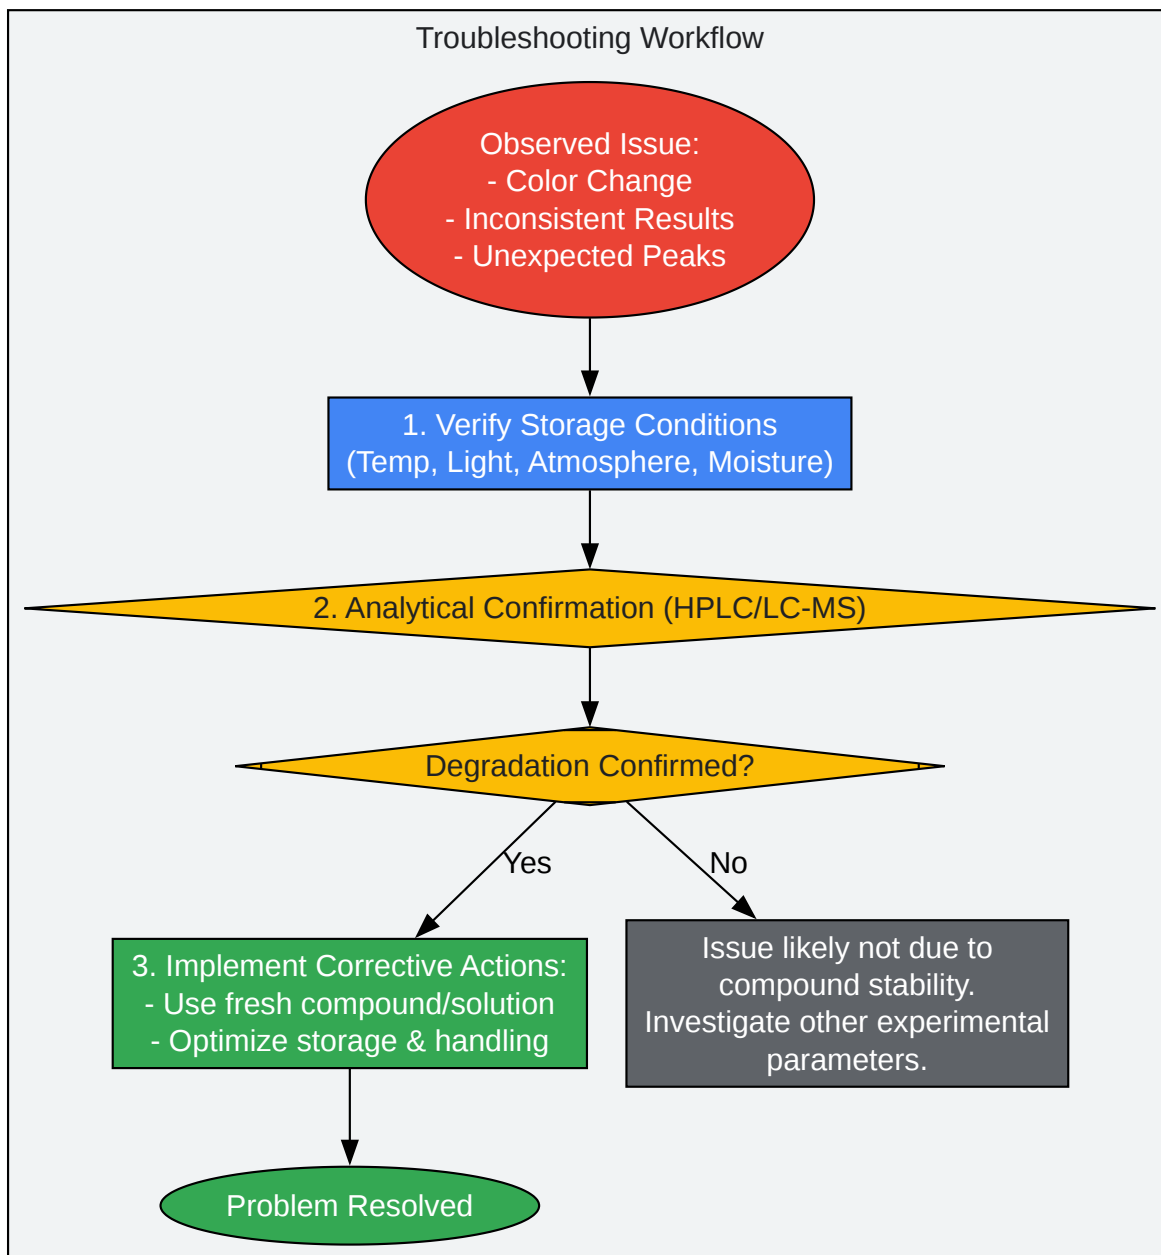 Troubleshooting Workflow
Observed Issue:
- Color Change
- Inconsistent Results
- Unexpected Peaks
1. Verify Storage Conditions
(Temp, Light, Atmosphere, Moisture)
2. Analytical Confirmation (HPLC/LC-MS)
Degradation Confirmed?
Yes
No
3. Implement Corrective Actions:
- Use fresh compound/solution
- Optimize storage & handling
Issue likely not due to
compound stability.
Investigate other experimental
parameters.
Problem Resolved